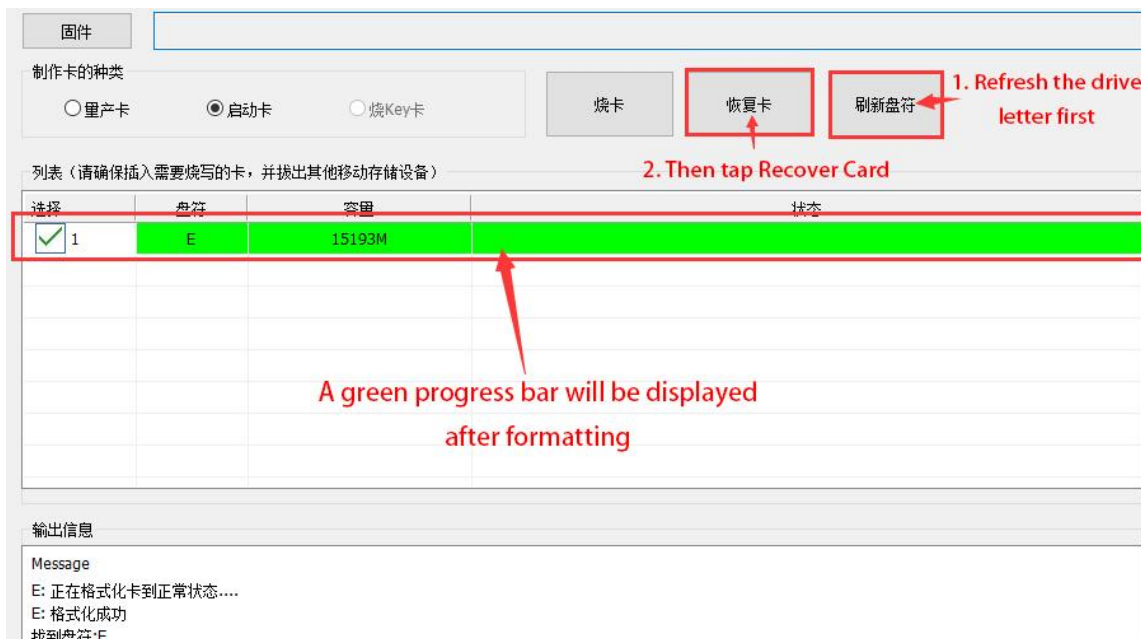 固件
制作卡的种类
量产卡
启动卡
烧Key卡
烧卡
恢复卡
刷新盘符
1. Refresh the drive
letter first
2. Then tap Recover Card
列表（请确保插入需要烧写的卡，并拔出其他移动存储设备）
选择 盘符 容量 状态
1 E 15193M
A green progress bar will be displayed
after formatting
输出信息
Message
E: 正在格式化卡到正常状态....
E: 格式化成功
找到盘符:E